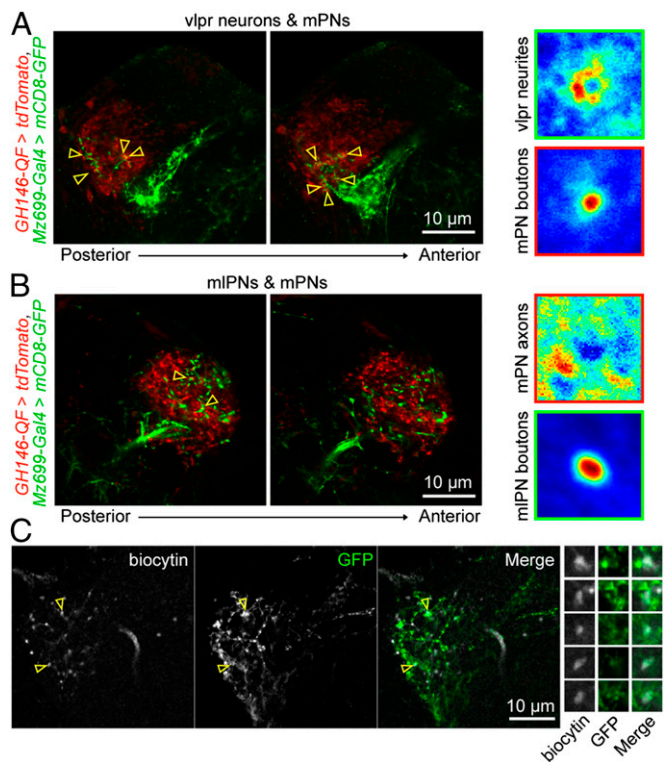 A
vlpr neurons & mPNs
GH146-QF > tdTomato,
Mz699-Gal4 > mCD8-GFP
10 µm
Posterior
Anterior
vlpr neurites
mPN boutons
B
mlPNs & mPNs
GH146-QF > tdTomato,
Mz699-Gal4 > mCD8-GFP
10 µm
Posterior
Anterior
mPN axons
mlPN boutons
C
biocytin
GFP
Merge
10 µm
biocytin
GFP
Merge